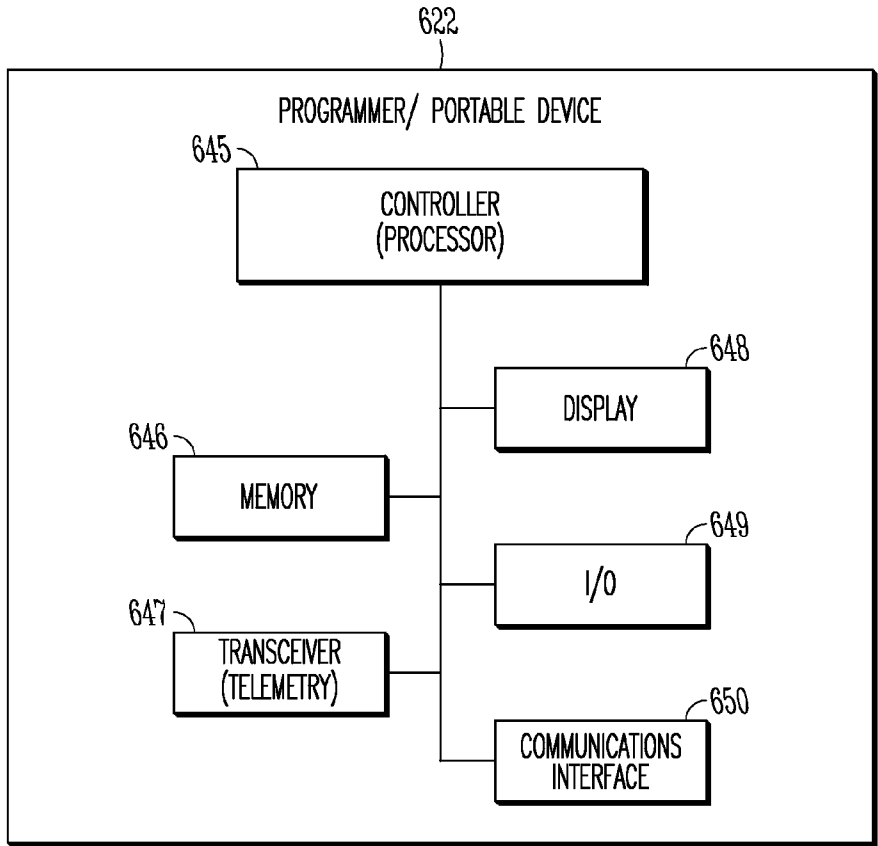 622
PROGRAMMER/ PORTABLE DEVICE
645
CONTROLLER
(PROCESSOR)
648
DISPLAY
646
MEMORY
649
I/O
647
TRANSCEIVER
(TELEMETRY)
650
COMMUNICATIONS
INTERFACE